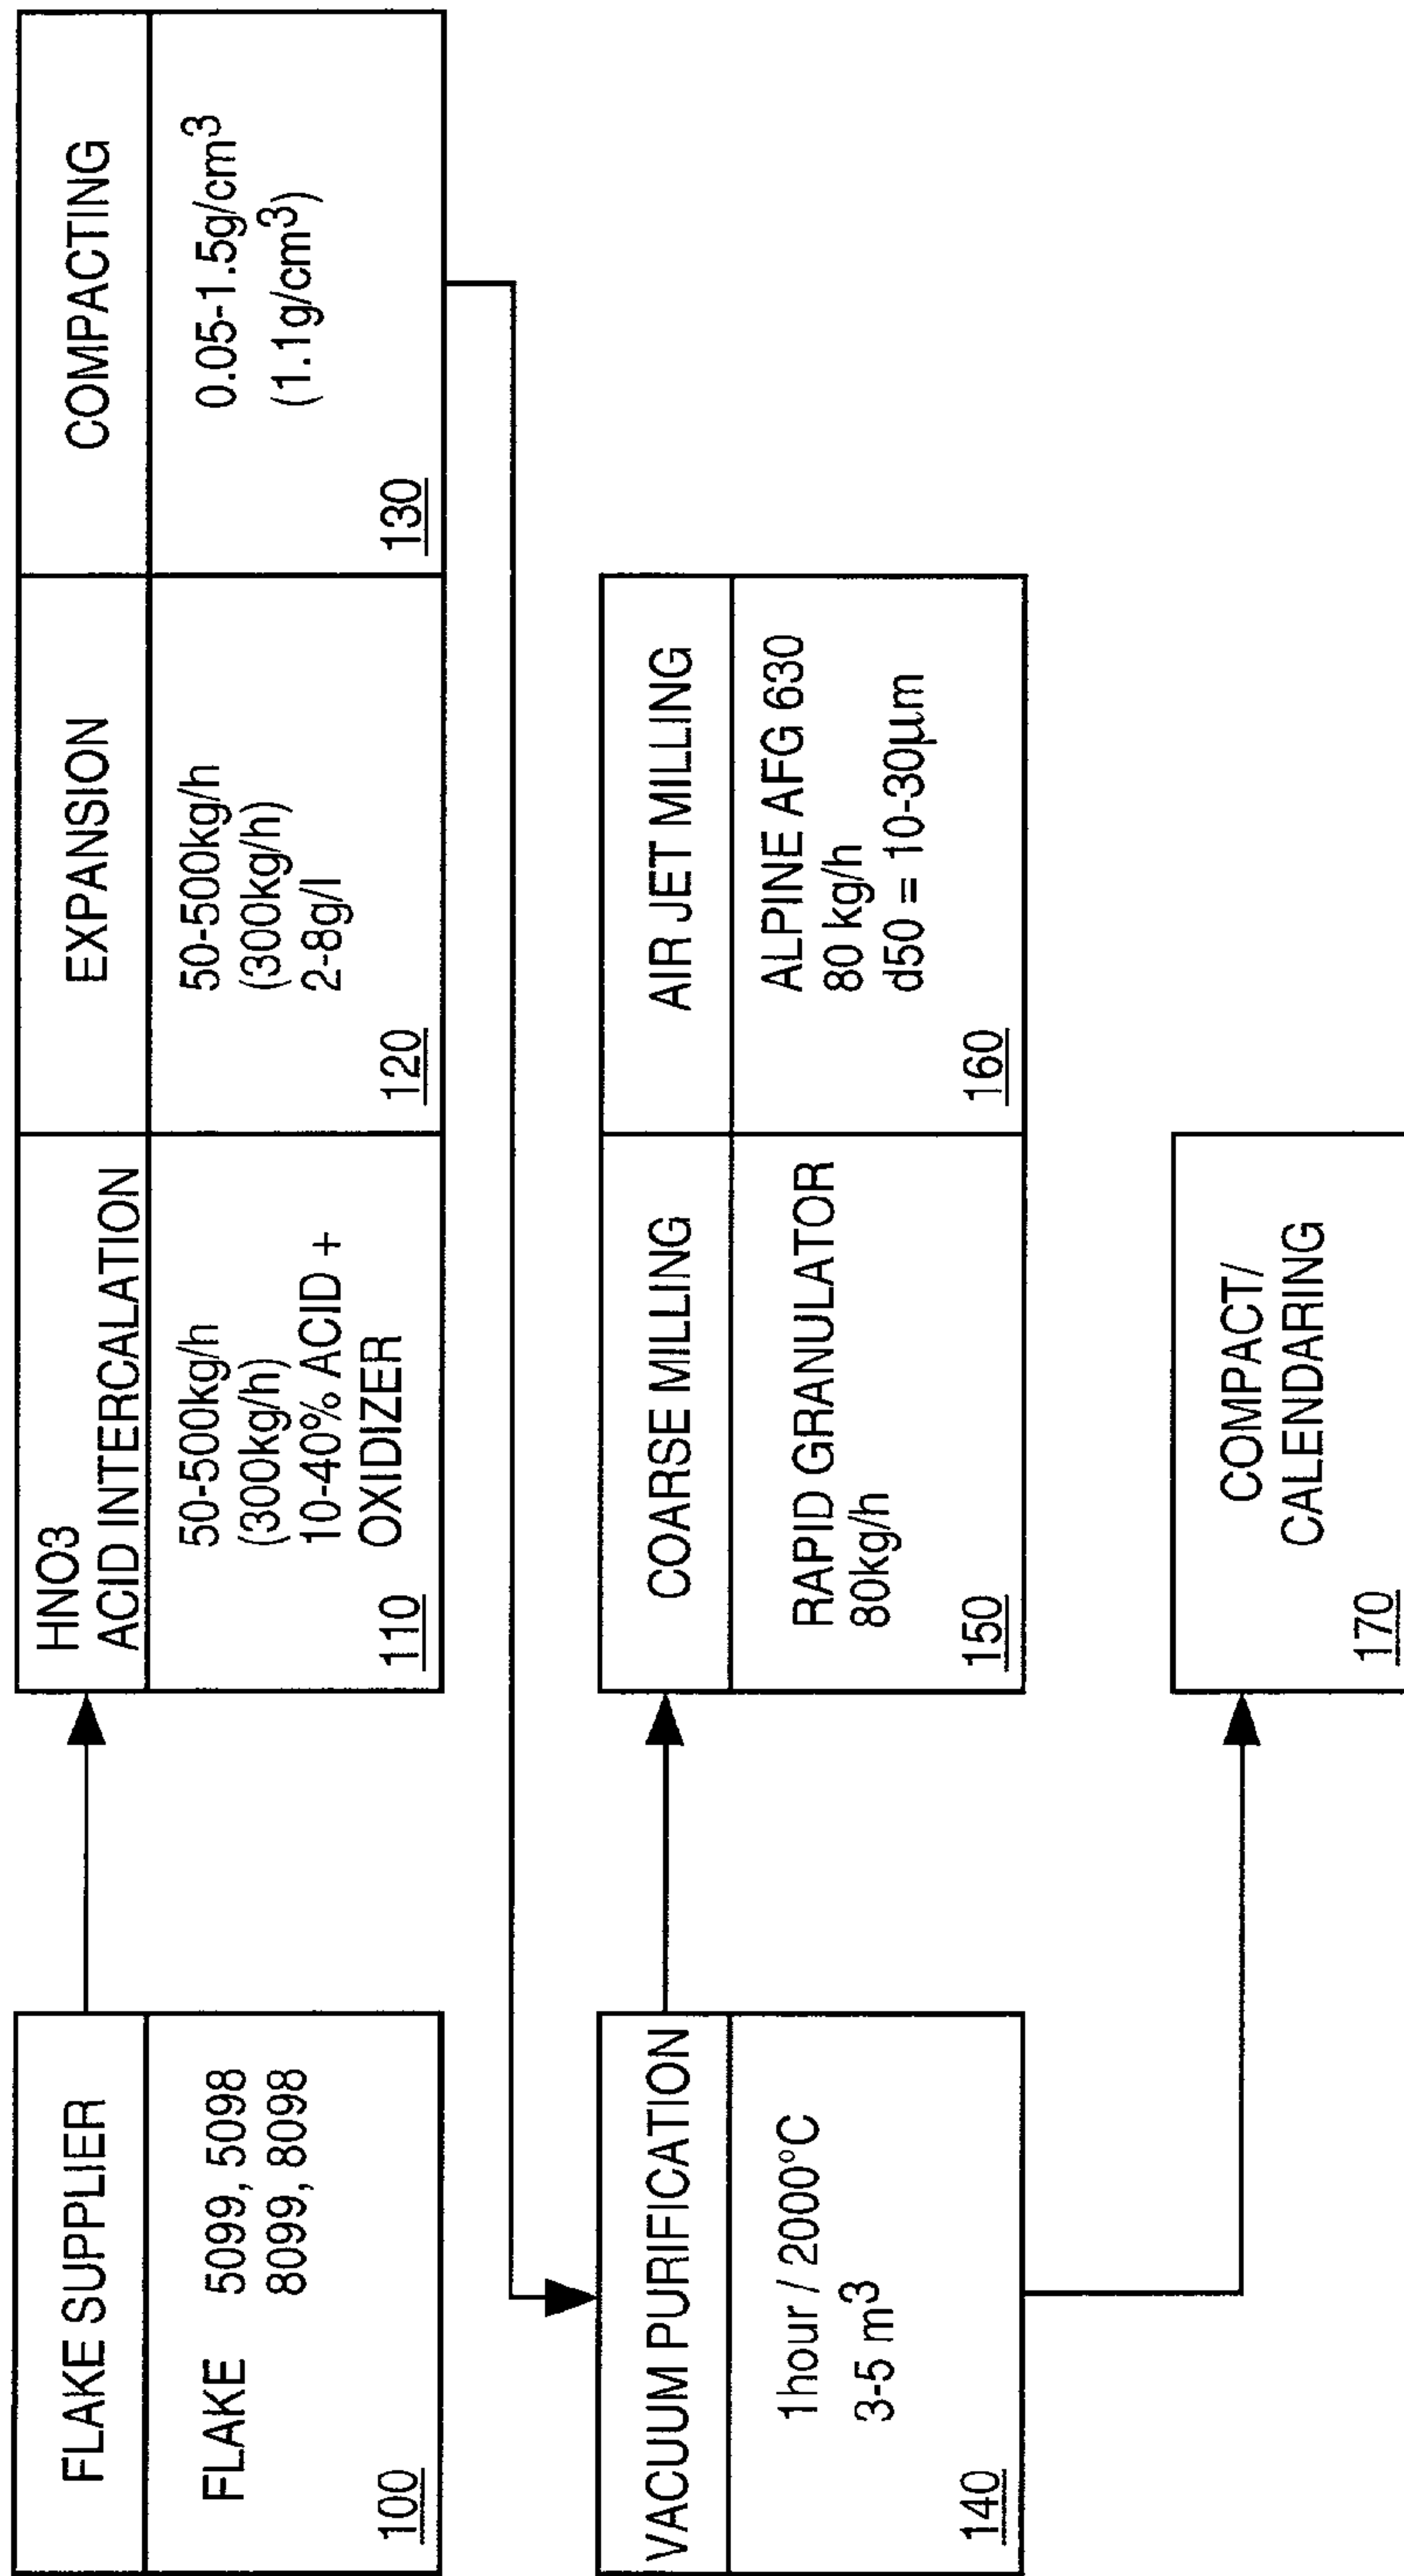 FLAKE SUPPLIER
FLAKE 5099, 5098
8099, 8098
100
HNO3
ACID INTERCALATION
50-500kg/h
(300kg/h)
10-40% ACID +
OXIDIZER
110
EXPANSION
50-500kg/h
(300kg/h)
2-8g/l
120
COMPACTING
0.05-1.5g/cm³
(1.1g/cm³)
130
VACUUM PURIFICATION
1hour / 2000°C
3-5 m³
140
COARSE MILLING
RAPID GRANULATOR
80kg/h
150
AIR JET MILLING
ALPINE AFG 630
80 kg/h
d50 = 10-30µm
160
COMPACT/
CALENDARING
170